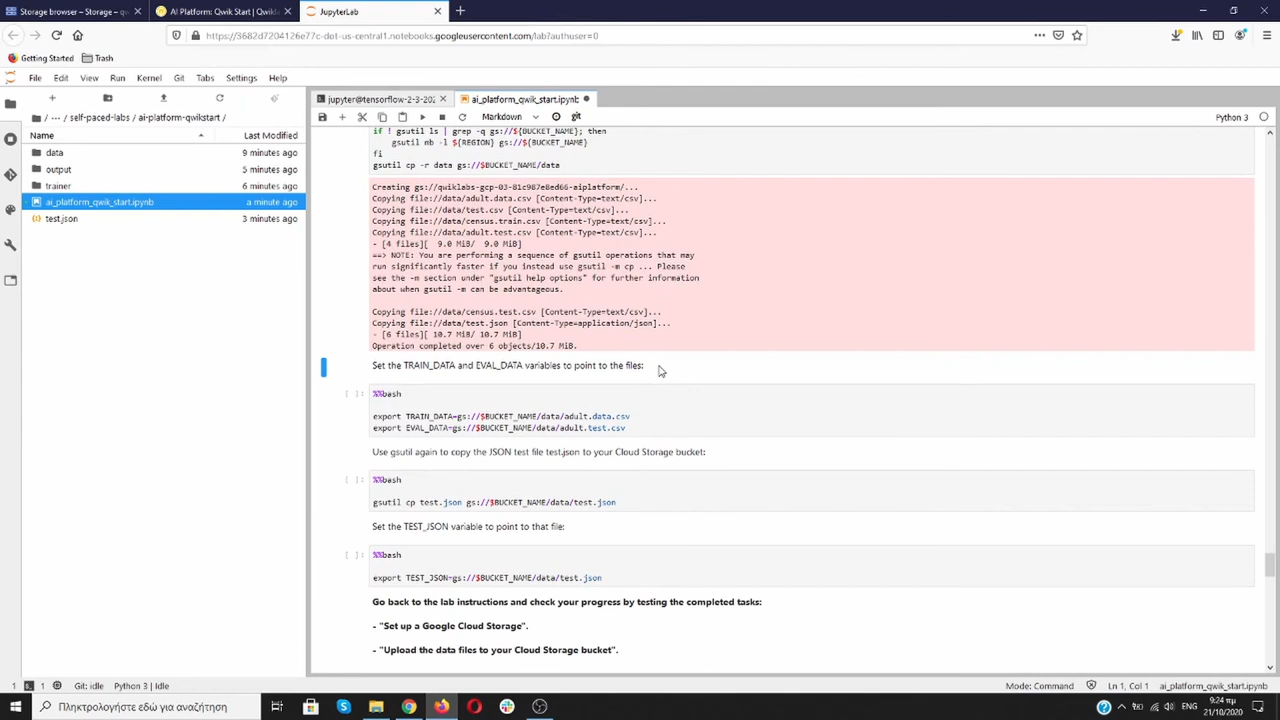 Storage browser – Storage – q
AI Platform: Qwik Start | Qwikl
JupyterLab
https://3682d7204126e77c-dot-us-central1.notebooks.googleusercontent.com/lab?authuser=0
Getting Started
Trash
File Edit View Run Kernel Git Tabs Settings Help
jupyter@tensorflow-2-3-202
ai_platform_qwik_start.ipynb
/ ··· / self-paced-labs / ai-platform-qwikstart /
Markdown
git
Python 3
Name
Last Modified
data 9 minutes ago
output 5 minutes ago
trainer 6 minutes ago
ai_platform_qwik_start.ipynb a minute ago
test.json 3 minutes ago
if ! gsutil ls | grep -q gs://${BUCKET_NAME}; then
gsutil mb -l ${REGION} gs://${BUCKET_NAME}
fi
gsutil cp -r data gs://$BUCKET_NAME/data
Creating gs://qwiklabs-gcp-03-81c987e8ed66-aiplatform/...
Copying file://data/adult.data.csv [Content-Type=text/csv]...
Copying file://data/test.csv [Content-Type=text/csv]...
Copying file://data/census.train.csv [Content-Type=text/csv]...
Copying file://data/adult.test.csv [Content-Type=text/csv]...
- [4 files][ 9.0 MiB/ 9.0 MiB]
==> NOTE: You are performing a sequence of gsutil operations that may
run significantly faster if you instead use gsutil -m cp ... Please
see the -m section under "gsutil help options" for further information
about when gsutil -m can be advantageous.
Copying file://data/census.test.csv [Content-Type=text/csv]...
Copying file://data/test.json [Content-Type=application/json]...
- [6 files][ 10.7 MiB/ 10.7 MiB]
Operation completed over 6 objects/10.7 MiB.
Set the TRAIN_DATA and EVAL_DATA variables to point to the files:
[ ]: %%bash
export TRAIN_DATA=gs://$BUCKET_NAME/data/adult.data.csv
export EVAL_DATA=gs://$BUCKET_NAME/data/adult.test.csv
Use gsutil again to copy the JSON test file test.json to your Cloud Storage bucket:
[ ]: %%bash
gsutil cp test.json gs://$BUCKET_NAME/data/test.json
Set the TEST_JSON variable to point to that file:
[ ]: %%bash
export TEST_JSON=gs://$BUCKET_NAME/data/test.json
Go back to the lab instructions and check your progress by testing the completed tasks:
- "Set up a Google Cloud Storage".
- "Upload the data files to your Cloud Storage bucket".
1 1 Git: idle Python 3 | Idle
Mode: Command Ln 1, Col 1 ai_platform_qwik_start.ipynb
Πληκτρολογήστε εδώ για αναζήτηση
ENG
9:24 πμ
21/10/2020